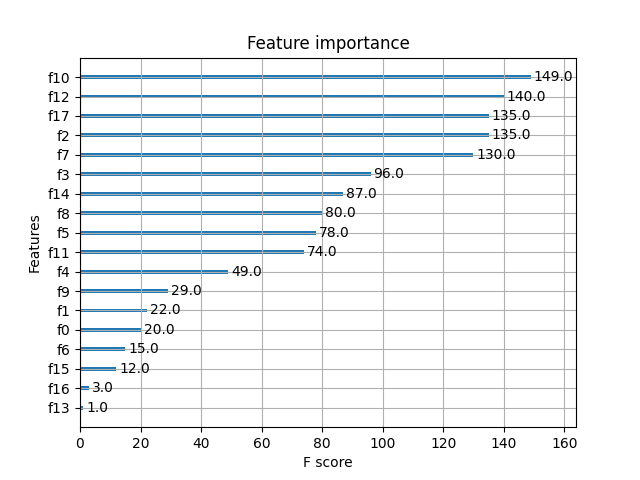 Feature importance
f10 149.0
f12 140.0
f17 135.0
f2 135.0
f7 130.0
f3 96.0
f14 87.0
f8 80.0
f5 78.0
f11 74.0
f4 49.0
f9 29.0
f1 22.0
f0 20.0
f6 15.0
f15 12.0
f16 3.0
f13 1.0
Features
0 20 40 60 80 100 120 140 160
F score